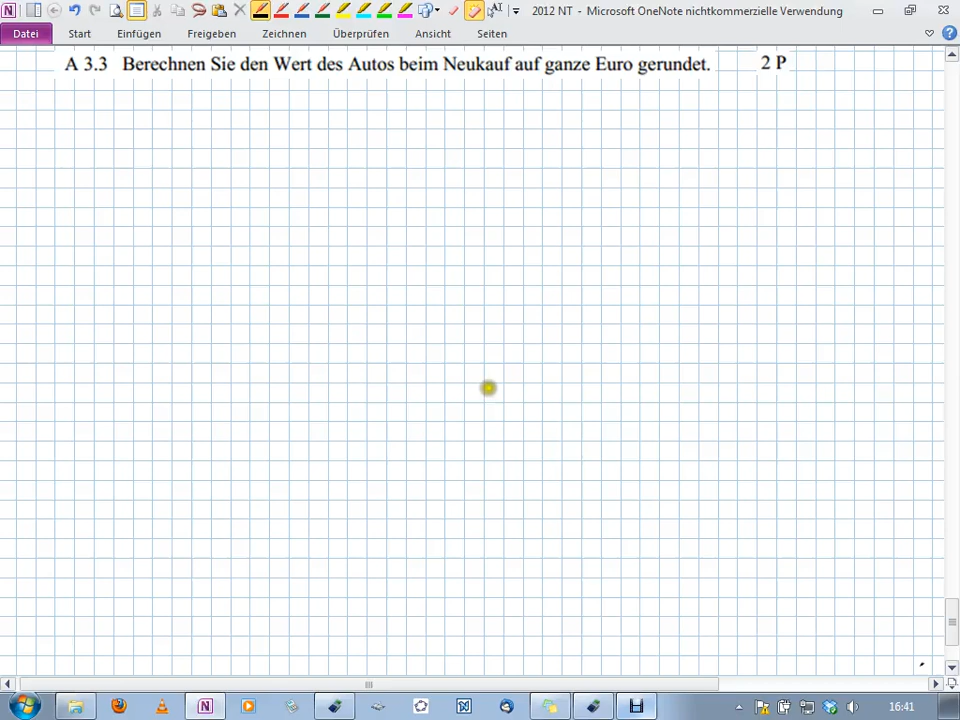 2012 NT - Microsoft OneNote nichtkommerzielle Verwendung
Datei Start Einfügen Freigeben Zeichnen Überprüfen Ansicht Seiten
A 3.3 Berechnen Sie den Wert des Autos beim Neukauf auf ganze Euro gerundet. 2 P
16:41